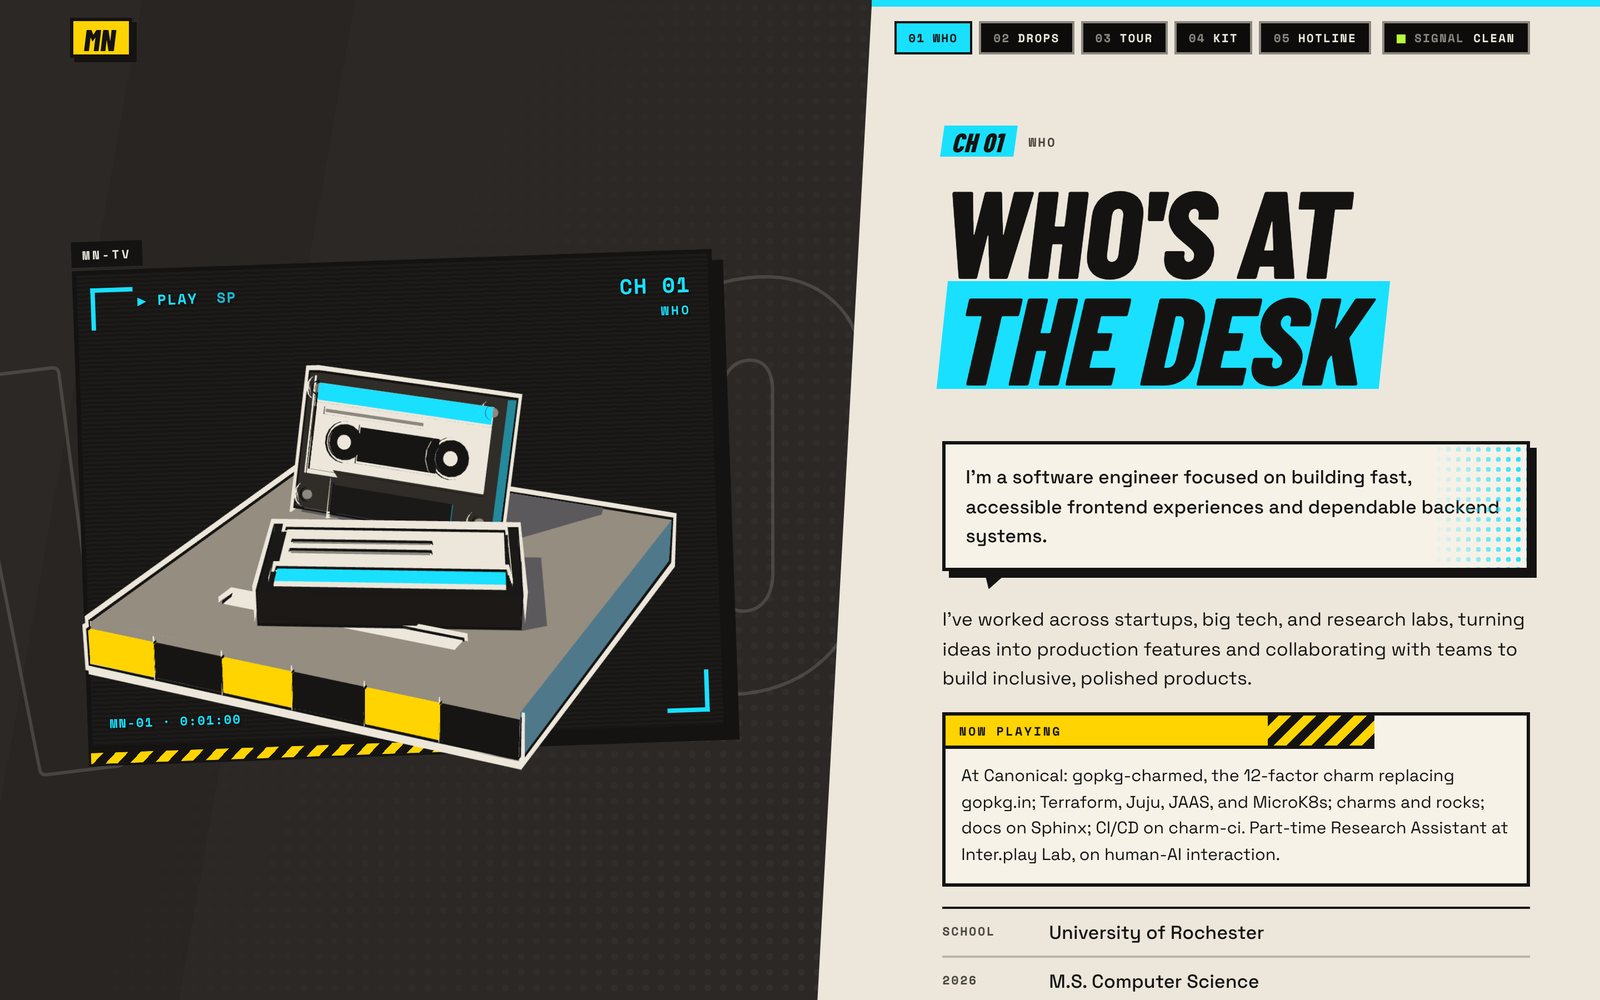 MN
01 WHO
02 DROPS
03 TOUR
04 KIT
05 HOTLINE
SIGNAL CLEAN
MN-TV
▶ PLAY SP
CH 01
WHO
MN-01 · 0:01:00
CH 01
WHO
WHO'S AT
THE DESK
I'm a software engineer focused on building fast,
accessible frontend experiences and dependable backend
systems.
I've worked across startups, big tech, and research labs, turning
ideas into production features and collaborating with teams to
build inclusive, polished products.
NOW PLAYING
At Canonical: gopkg-charmed, the 12-factor charm replacing
gopkg.in; Terraform, Juju, JAAS, and MicroK8s; charms and rocks;
docs on Sphinx; CI/CD on charm-ci. Part-time Research Assistant at
Inter.play Lab, on human-AI interaction.
SCHOOL University of Rochester
2026 M.S. Computer Science